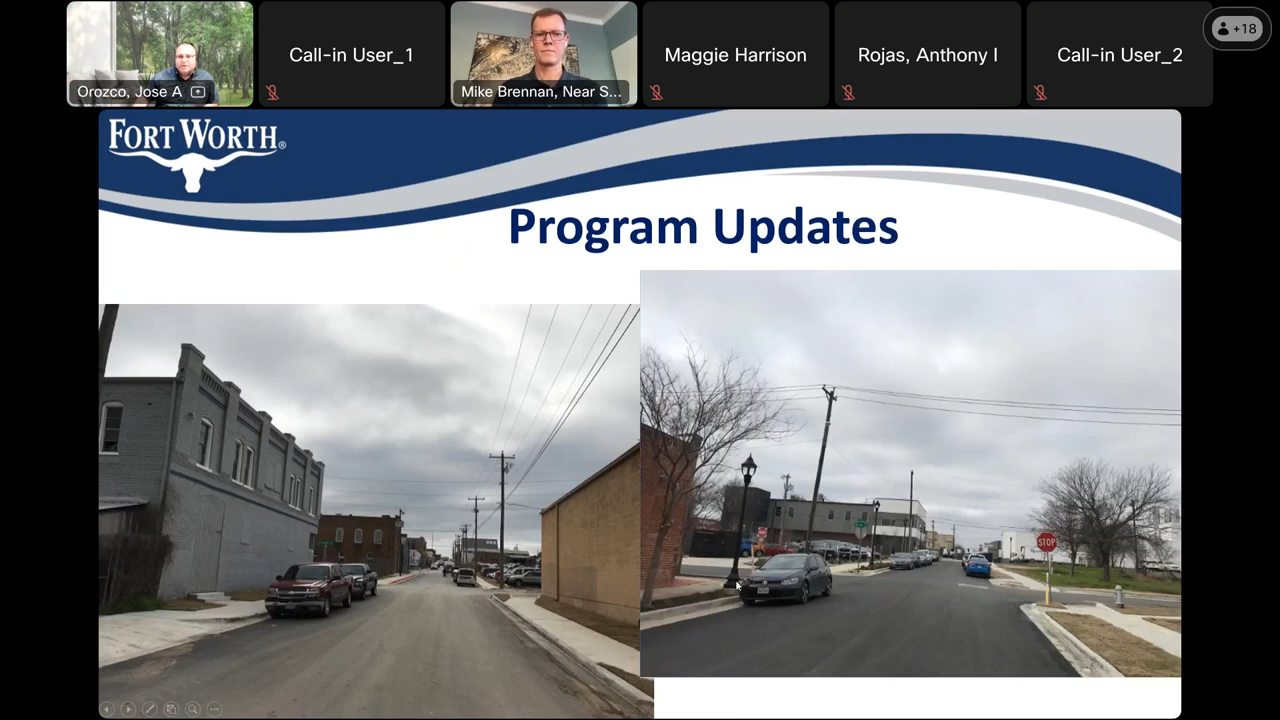 Orozco, Jose A
Call-in User_1
Mike Brennan, Near S...
Maggie Harrison
Rojas, Anthony I
Call-in User_2
+18
FORT WORTH®
Program Updates
STOP